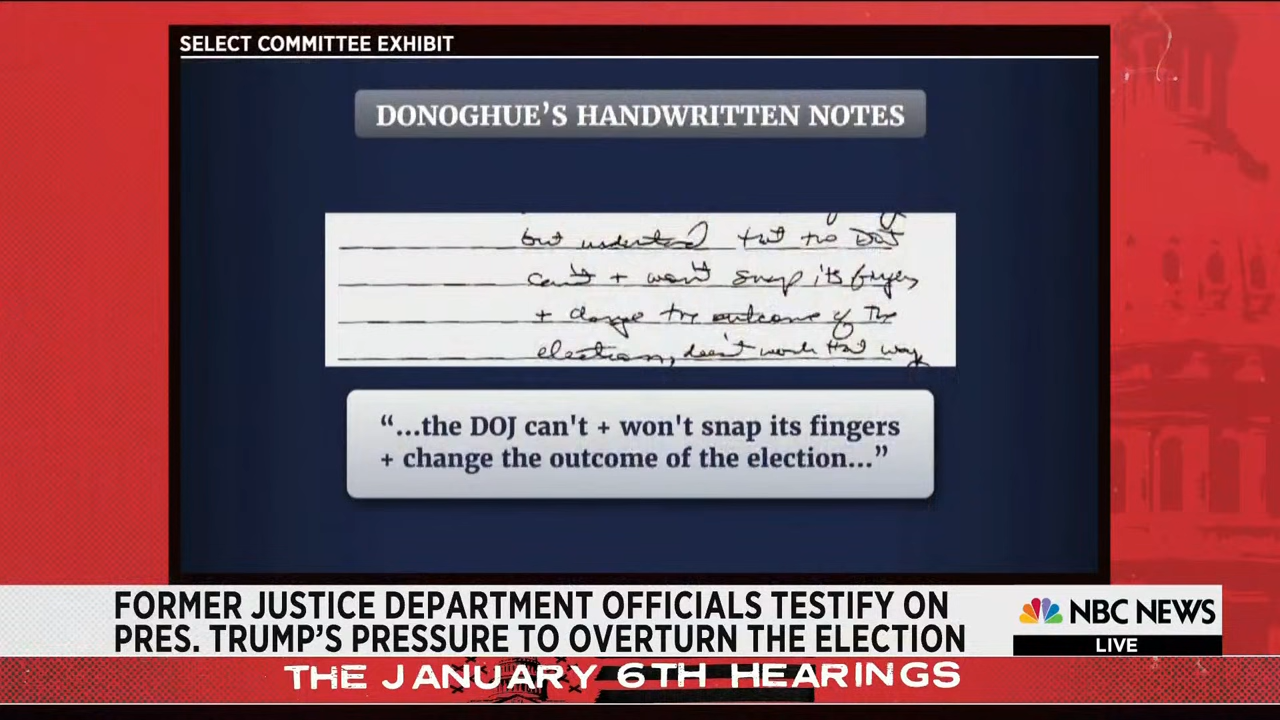 SELECT COMMITTEE EXHIBIT
DONOGHUE'S HANDWRITTEN NOTES
but understand that the DOJ
can't + won't snap its fingers
+ change the outcome of the
election, doesn't work that way
“...the DOJ can't + won't snap its fingers
+ change the outcome of the election...”
FORMER JUSTICE DEPARTMENT OFFICIALS TESTIFY ON
PRES. TRUMP'S PRESSURE TO OVERTURN THE ELECTION
NBC NEWS
LIVE
THE JANUARY 6TH HEARINGS